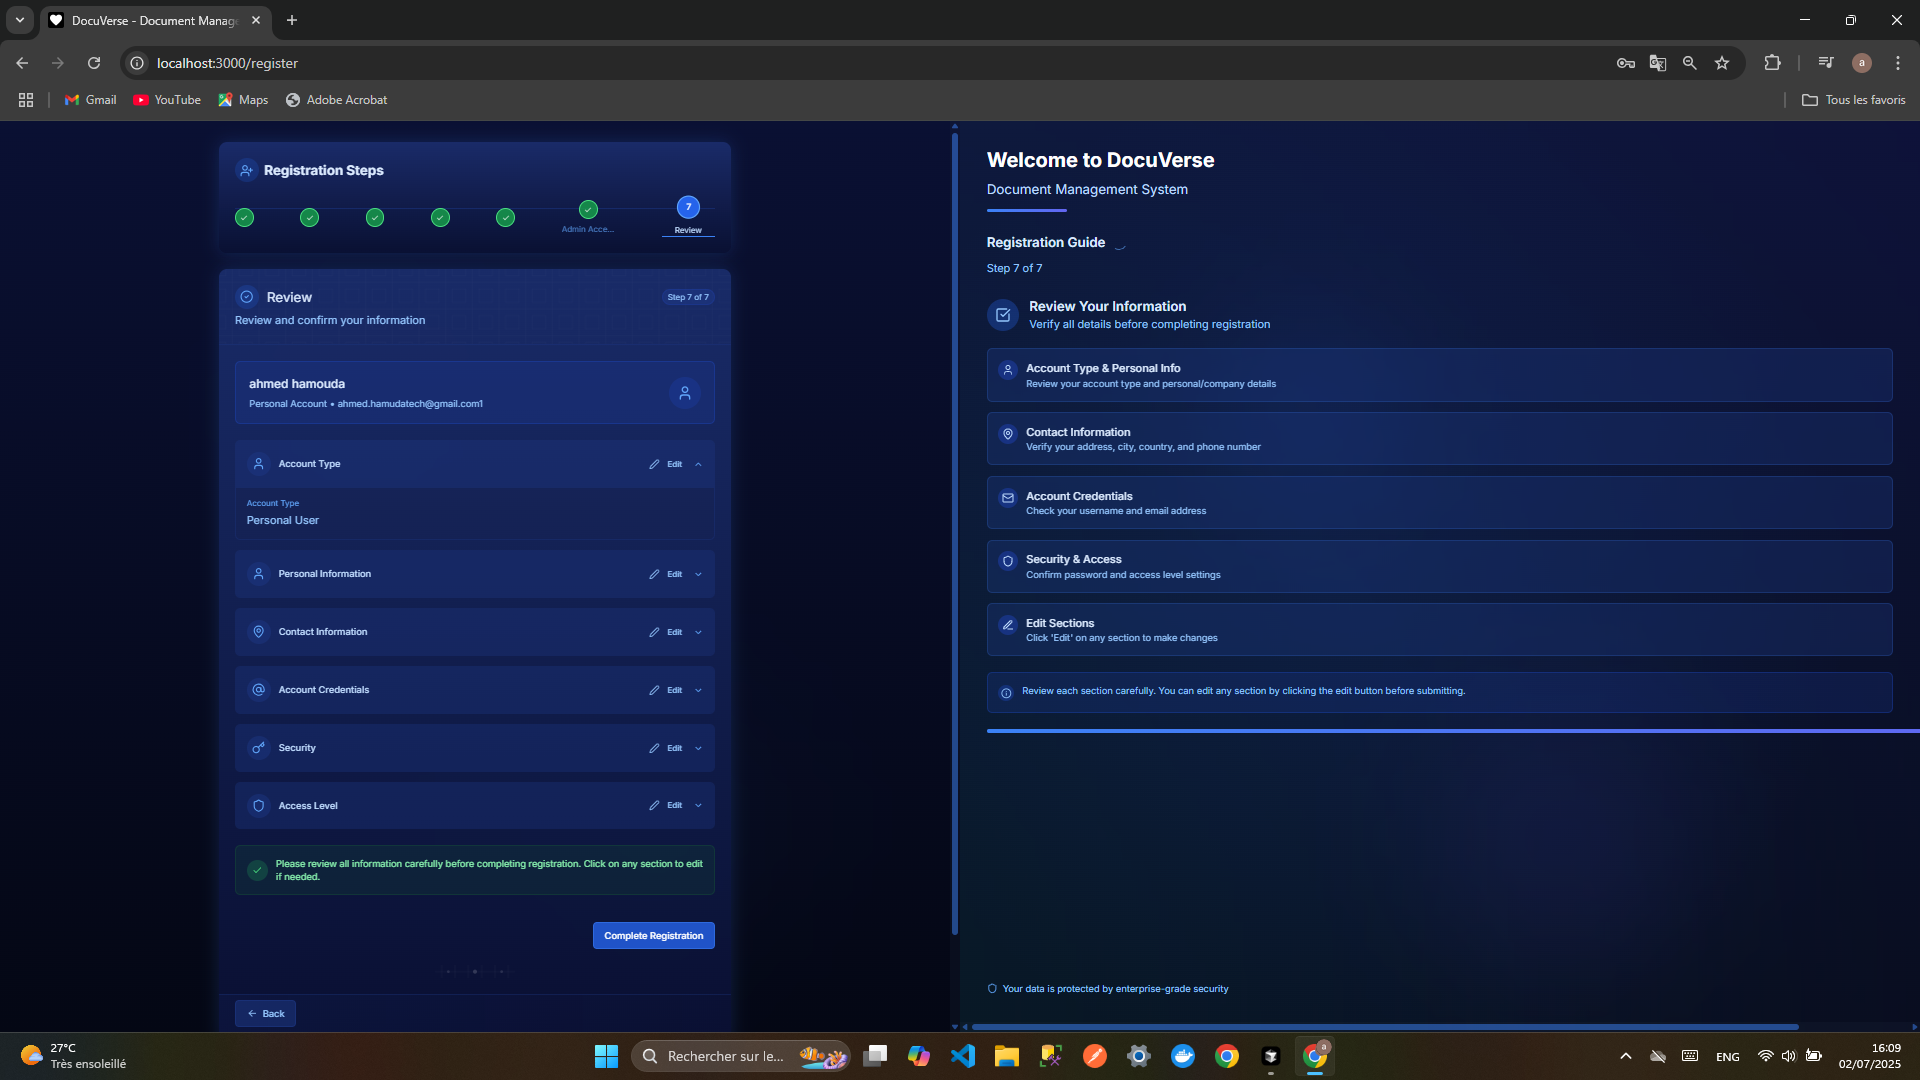 DocuVerse - Document Manage
localhost:3000/register
a
Gmail
YouTube
Maps
Adobe Acrobat
Tous les favoris
Registration Steps
Admin Acce...
7
Review
Review
Step 7 of 7
Review and confirm your information
ahmed hamouda
Personal Account • ahmed.hamudatech@gmail.com1
Account Type
Edit
Account Type
Personal User
Personal Information
Edit
Contact Information
Edit
Account Credentials
Edit
Security
Edit
Access Level
Edit
Please review all information carefully before completing registration. Click on any section to edit
if needed.
Complete Registration
Back
Welcome to DocuVerse
Document Management System
Registration Guide
Step 7 of 7
Review Your Information
Verify all details before completing registration
Account Type & Personal Info
Review your account type and personal/company details
Contact Information
Verify your address, city, country, and phone number
Account Credentials
Check your username and email address
Security & Access
Confirm password and access level settings
Edit Sections
Click 'Edit' on any section to make changes
Review each section carefully. You can edit any section by clicking the edit button before submitting.
Your data is protected by enterprise-grade security
27°C
Très ensoleillé
Rechercher sur le...
a
ENG
16:09
02/07/2025